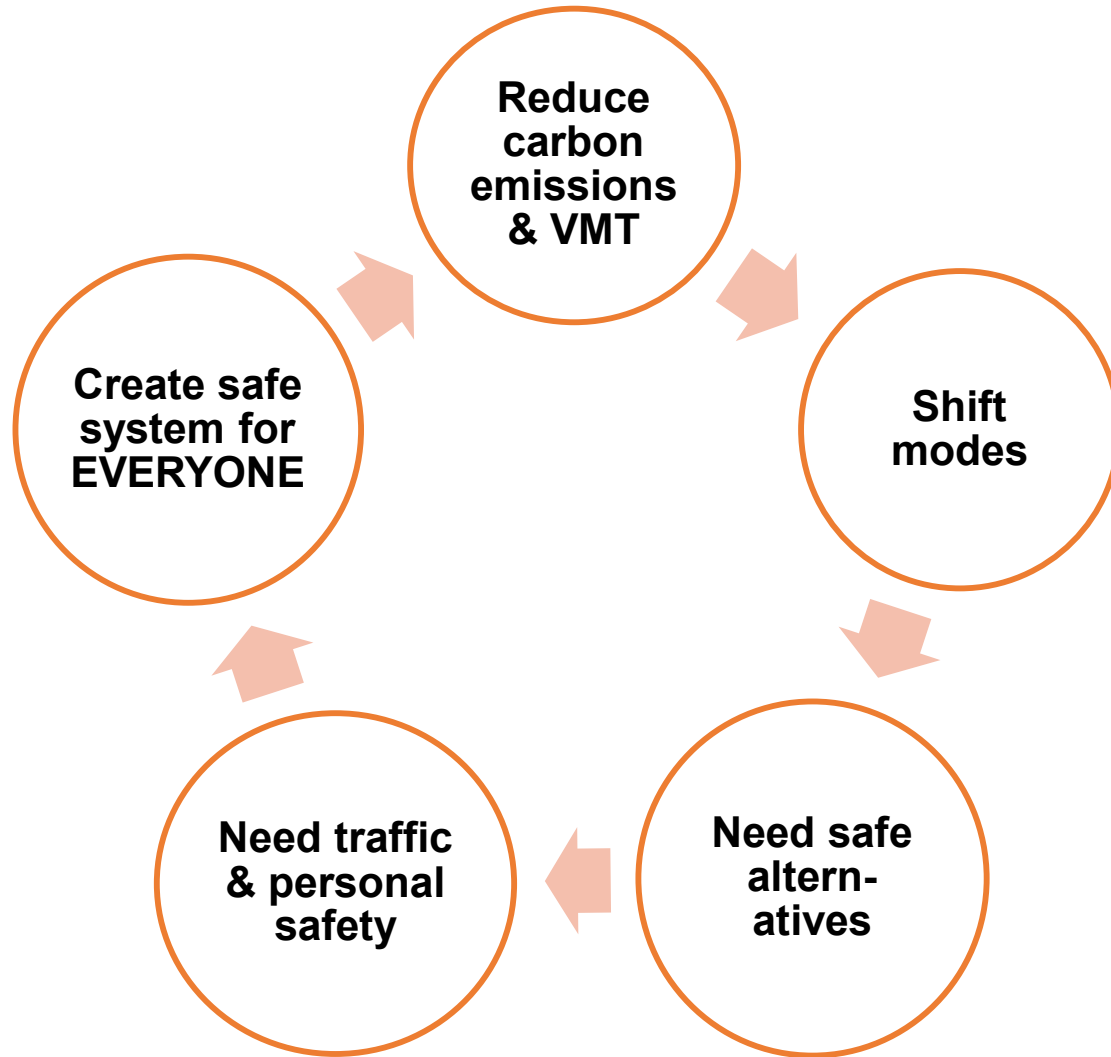 Reduce
carbon
emissions
& VMT
Shift
modes
Need safe
altern-
atives
Need traffic
& personal
safety
Create safe
system for
EVERYONE